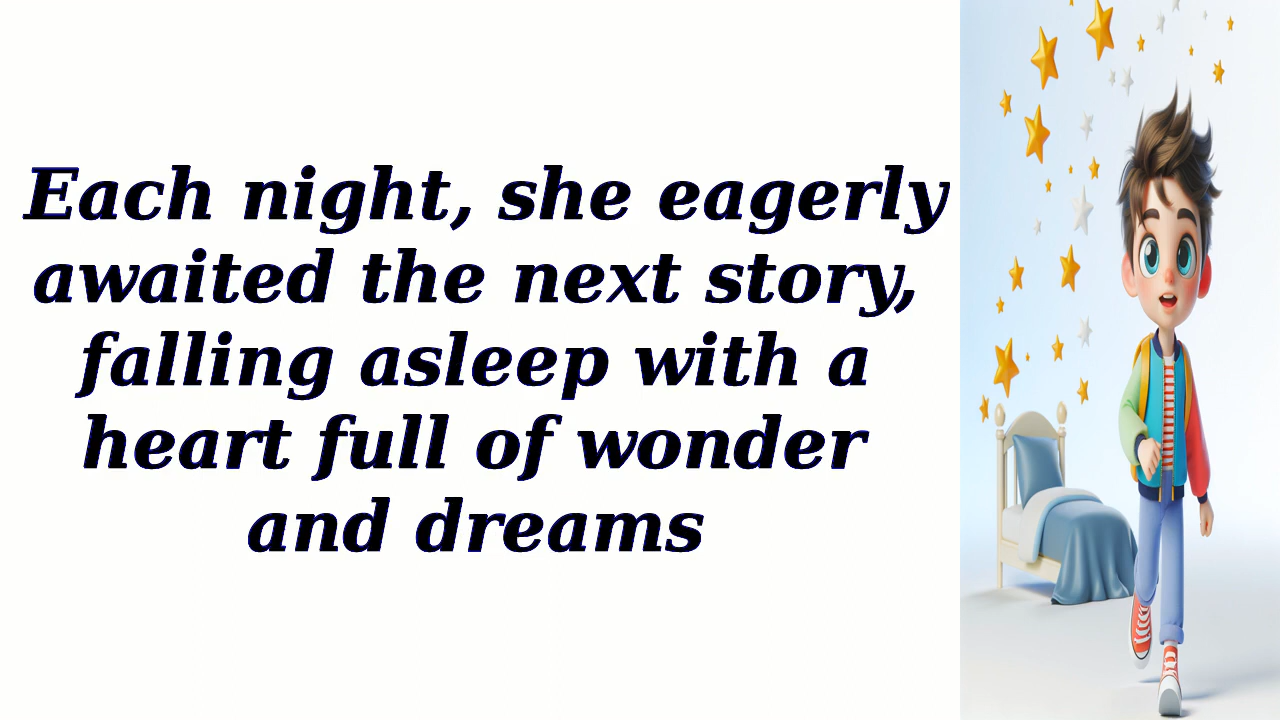 Each night, she eagerly
awaited the next story,
falling asleep with a
heart full of wonder
and dreams